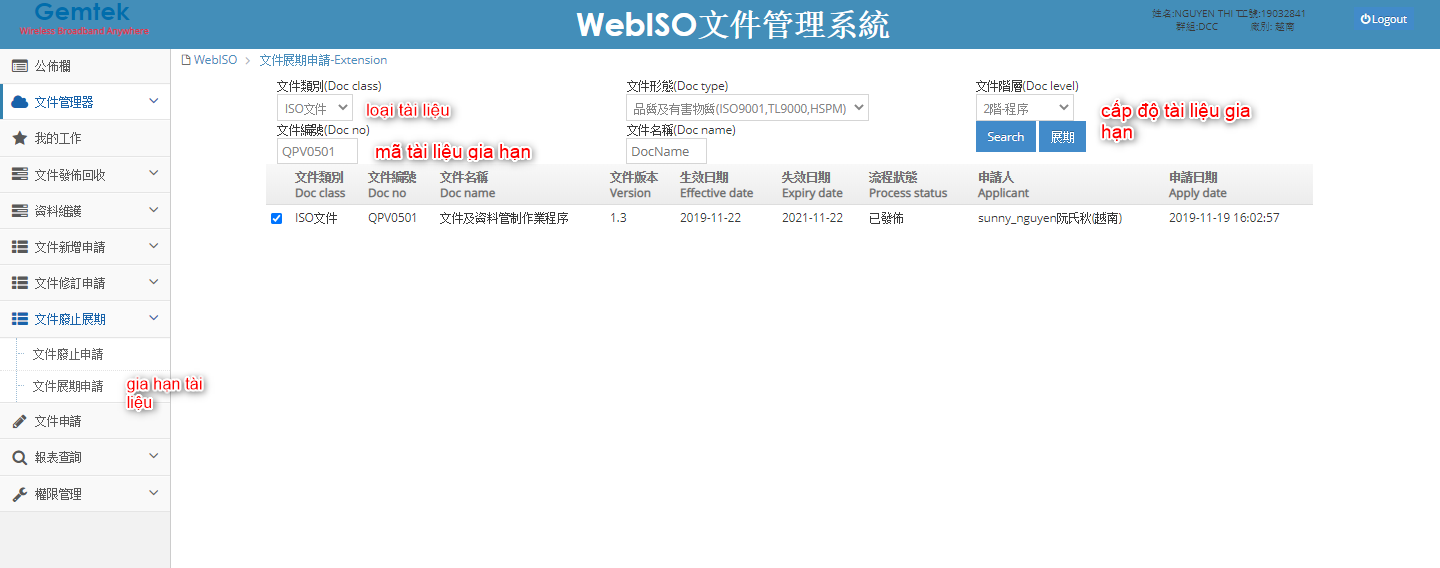 Gemtek
Wireless Broadband Anywhere
WebISO文件管理系統
姓名:NGUYEN THI T工號:19032841
群組:DCC 廠別: 越南
Logout
公佈欄
文件管理器
我的工作
文件發佈回收
資料維護
文件新增申請
文件修訂申請
文件廢止展期
文件廢止申請
文件展期申請
gia hạn tài
liệu
文件申請
報表查詢
權限管理
WebISO > 文件展期申請-Extension
文件類別(Doc class) 文件形態(Doc type) 文件階層(Doc level)
ISO文件 loại tài liệu 品質及有害物質(ISO9001,TL9000,HSPM) 2階-程序 cấp độ tài liệu gia
hạn
文件編號(Doc no) 文件名稱(Doc name) Search 展期
QPV0501 mã tài liệu gia hạn DocName
文件類別 文件編號 文件名稱 文件版本 生效日期 失效日期 流程狀態 申請人 申請日期
Doc class Doc no Doc name Version Effective date Expiry date Process status Applicant Apply date
ISO文件 QPV0501 文件及資料管制作業程序 1.3 2019-11-22 2021-11-22 已發佈 sunny_nguyen阮氏秋(越南) 2019-11-19 16:02:57